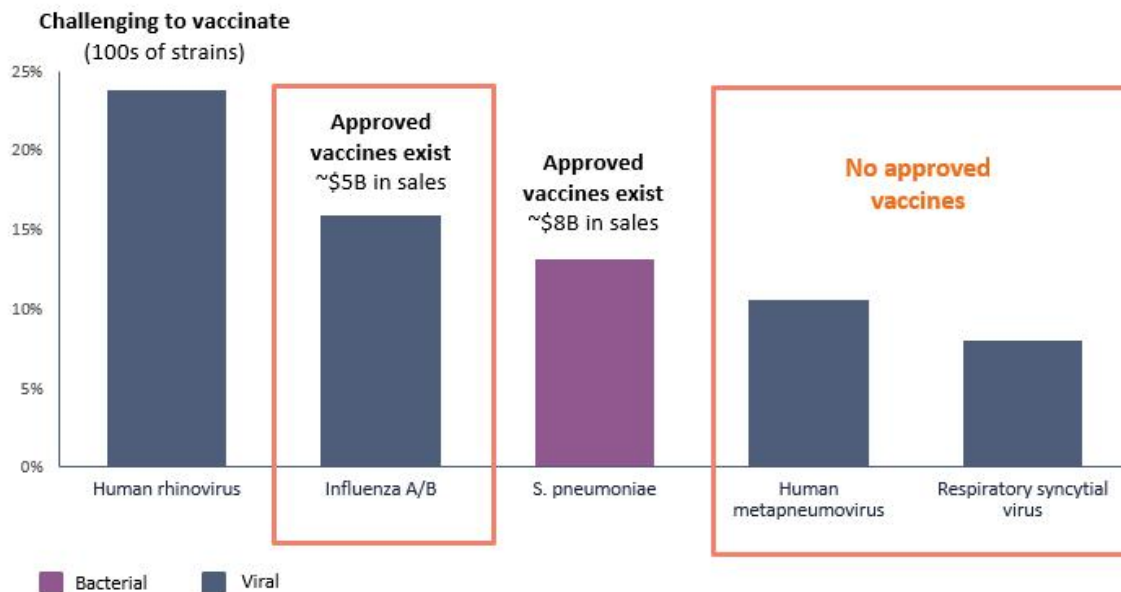 Challenging to vaccinate
(100s of strains)
25%
20%
15%
10%
5%
0%
Approved
vaccines exist
~$5B in sales
Approved
vaccines exist
~$8B in sales
No approved
vaccines
Human rhinovirus
Influenza A/B
S. pneumoniae
Human
metapneumovirus
Respiratory syncytial
virus
Bacterial
Viral